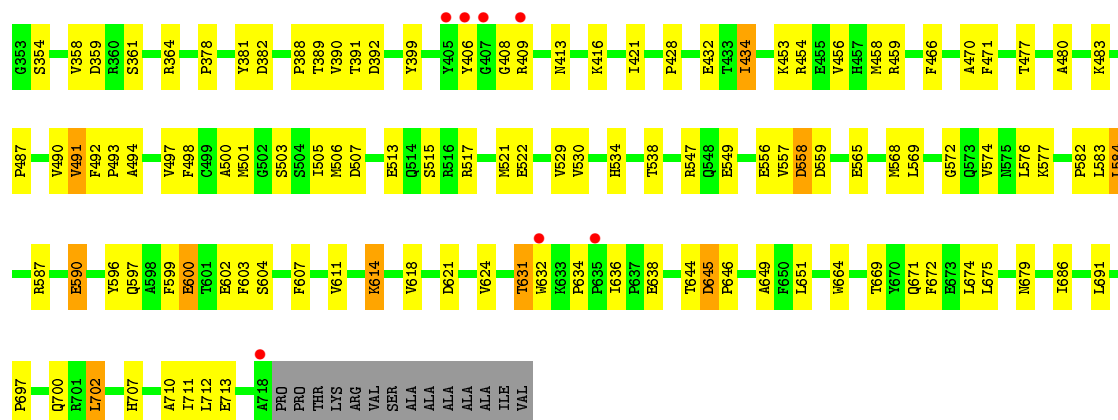 G353 S354 V358 D359 R360 S361 R364 P378 Y381 D382 P388 T389 V390 T391 D392 Y399 Y405 Y406 G407 G408 R409 N413 K416 I421 P428 E432 T433 I434 K453 R454 E455 V456 H457 M458 R459 F466 A470 F471 T477 A480 K483
P487 V490 V491 F492 P493 A494 V497 F498 C499 A500 M501 G502 S503 S504 I505 M506 D507 E513 Q514 S515 R516 R517 M521 E522 V529 V530 H534 T538 R547 Q548 E549 E556 V557 D558 D559 E565 M568 L569 G572 Q573 V574 N575 L576 K577 P582 L583 L584
R587 E590 Y596 Q597 A598 F599 E600 T601 E602 F603 S604 F607 V611 K614 V618 D621 V624 T631 W632 K633 P634 P635 I636 P637 E638 T644 D645 P646 A649 F650 L651 W664 T669 Y670 Q671 F672 E673 L674 L675 N679 I686 L691
P697 Q700 R701 L702 H707 A710 I711 L712 E713 A718 PRO PRO THR LYS ARG VAL SER ALA ALA ALA ALA ALA ILE VAL